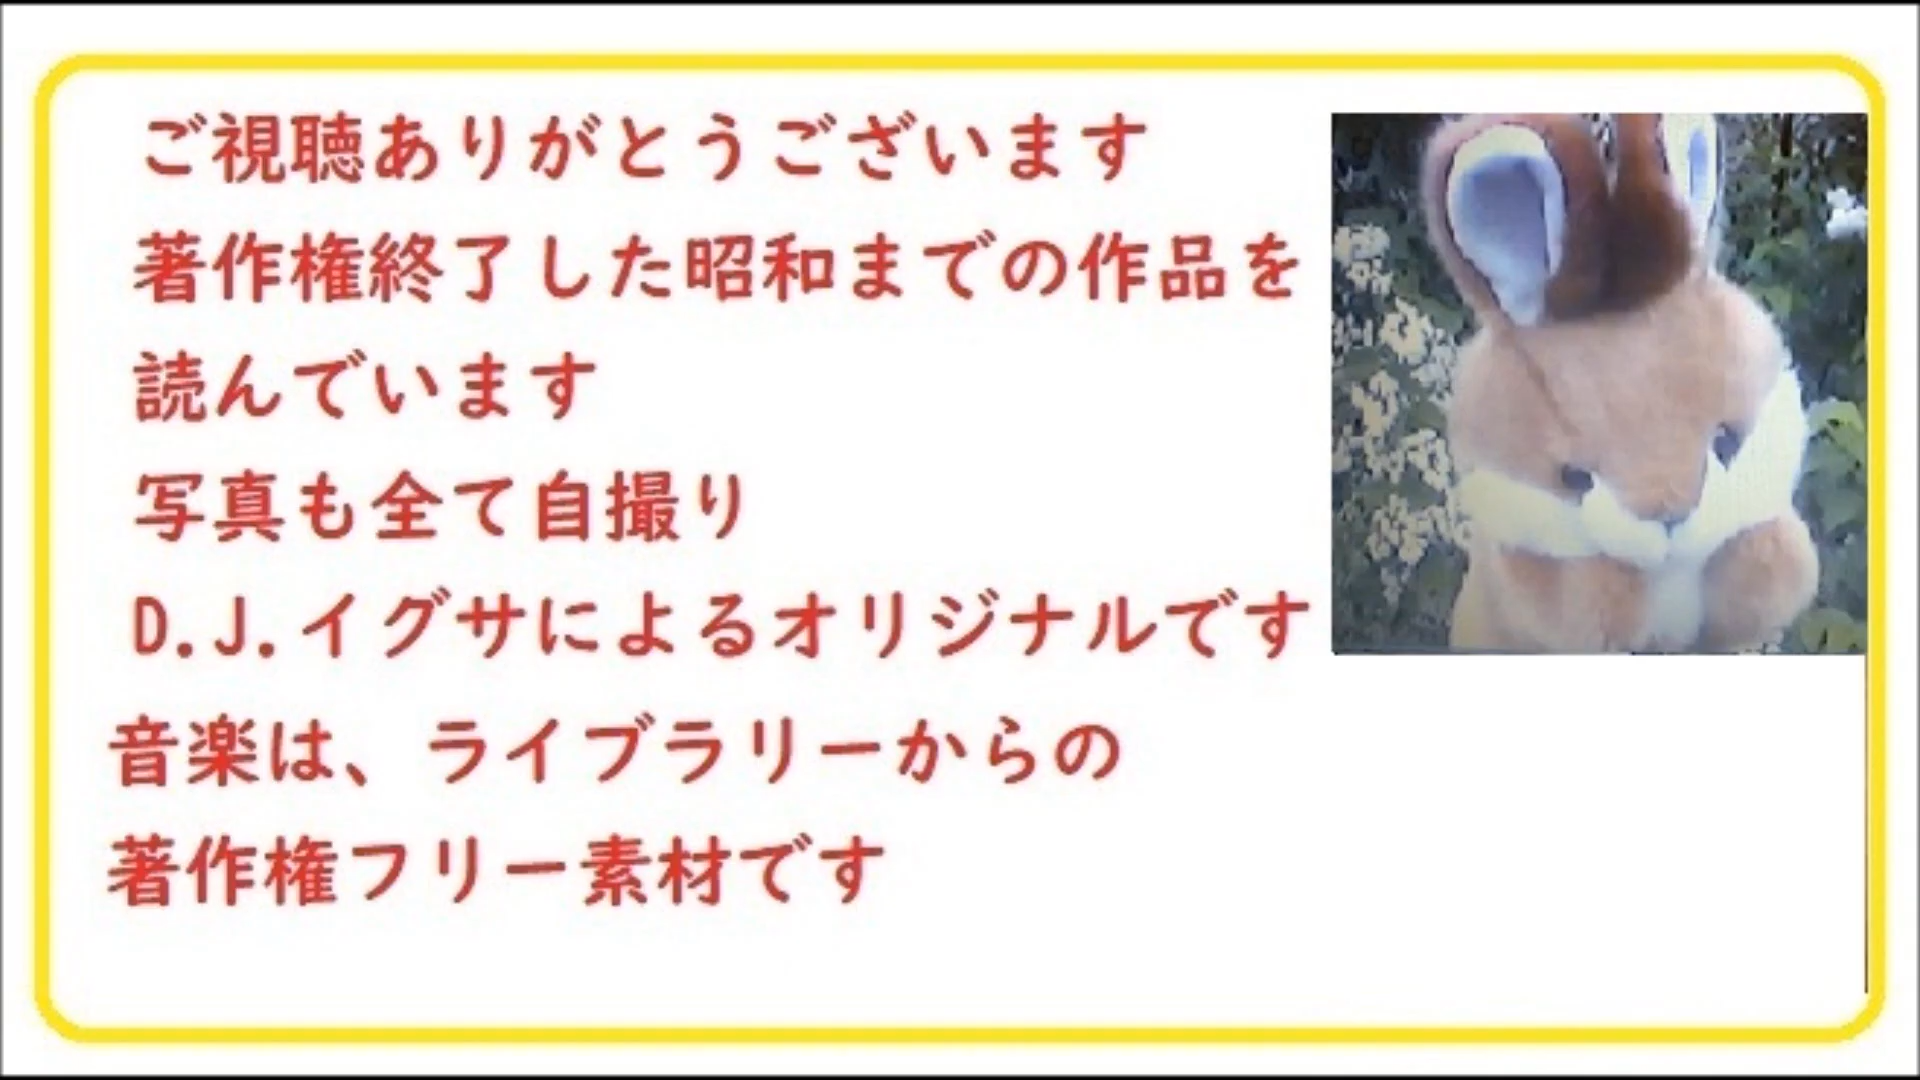 ご視聴ありがとうございます
著作権終了した昭和までの作品を
読んでいます
写真も全て自撮り
D.J.イグサによるオリジナルです
音楽は、ライブラリーからの
著作権フリー素材です